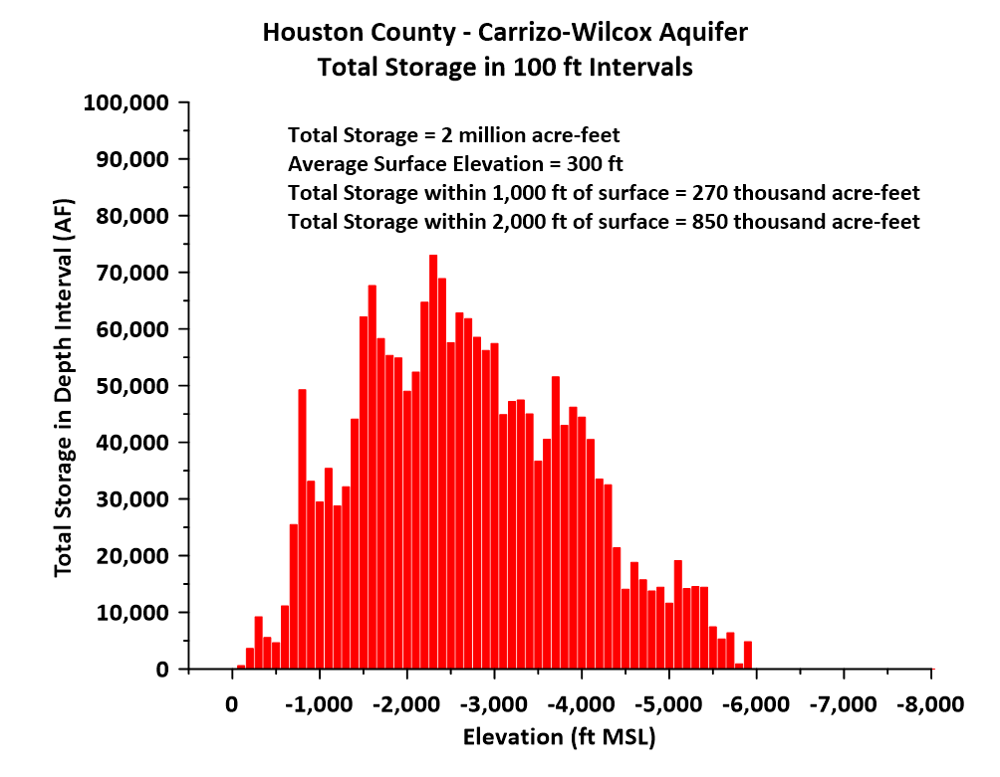 Houston County - Carrizo-Wilcox Aquifer
Total Storage in 100 ft Intervals
Total Storage = 2 million acre-feet
Average Surface Elevation = 300 ft
Total Storage within 1,000 ft of surface = 270 thousand acre-feet
Total Storage within 2,000 ft of surface = 850 thousand acre-feet
Total Storage in Depth Interval (AF)
100,000
90,000
80,000
70,000
60,000
50,000
40,000
30,000
20,000
10,000
0
0 -1,000 -2,000 -3,000 -4,000 -5,000 -6,000 -7,000 -8,000
Elevation (ft MSL)